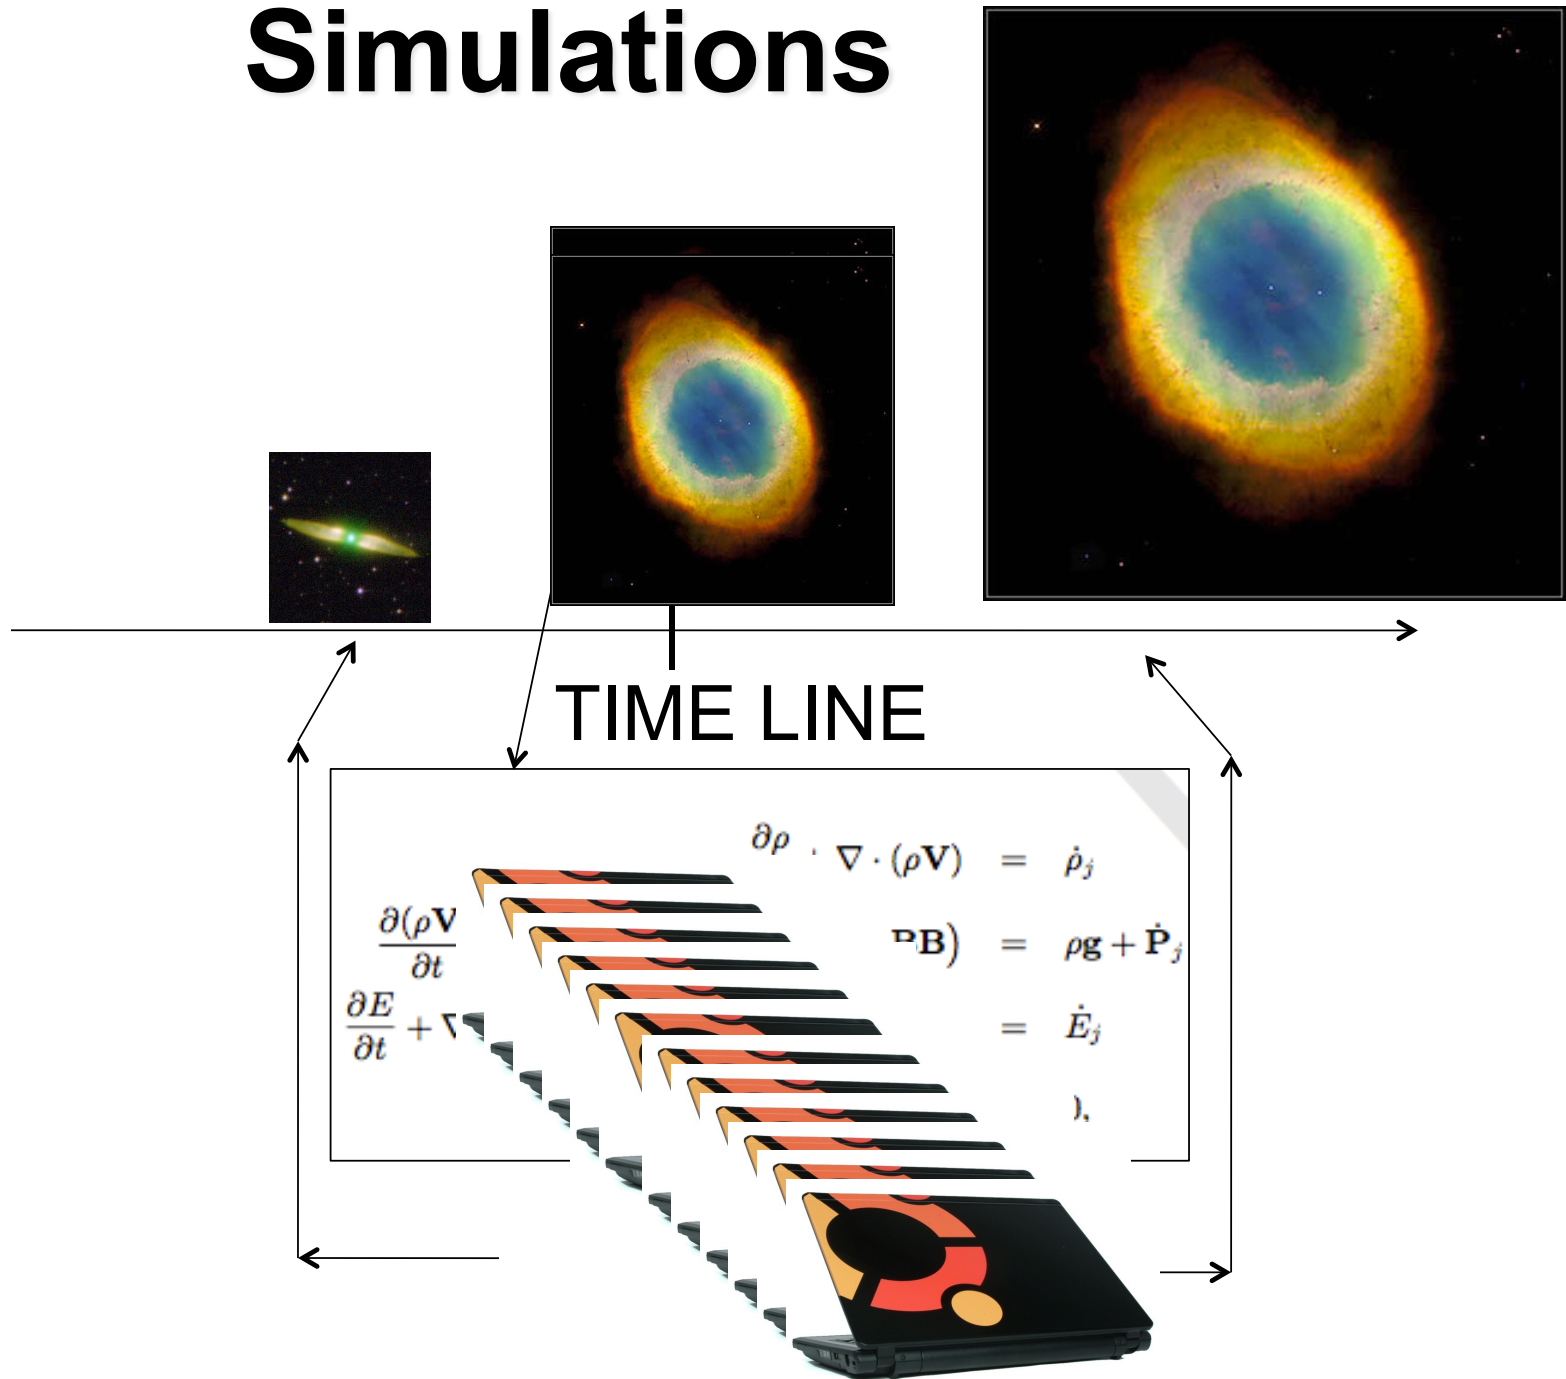 Simulations
TIME LINE
∂ρ ∇ · (ρV) = ρ̇ⱼ
∂(ρV
∂t
B) = ρg + Ṗⱼ
∂E
∂t
+ ∇
= Ėⱼ
),